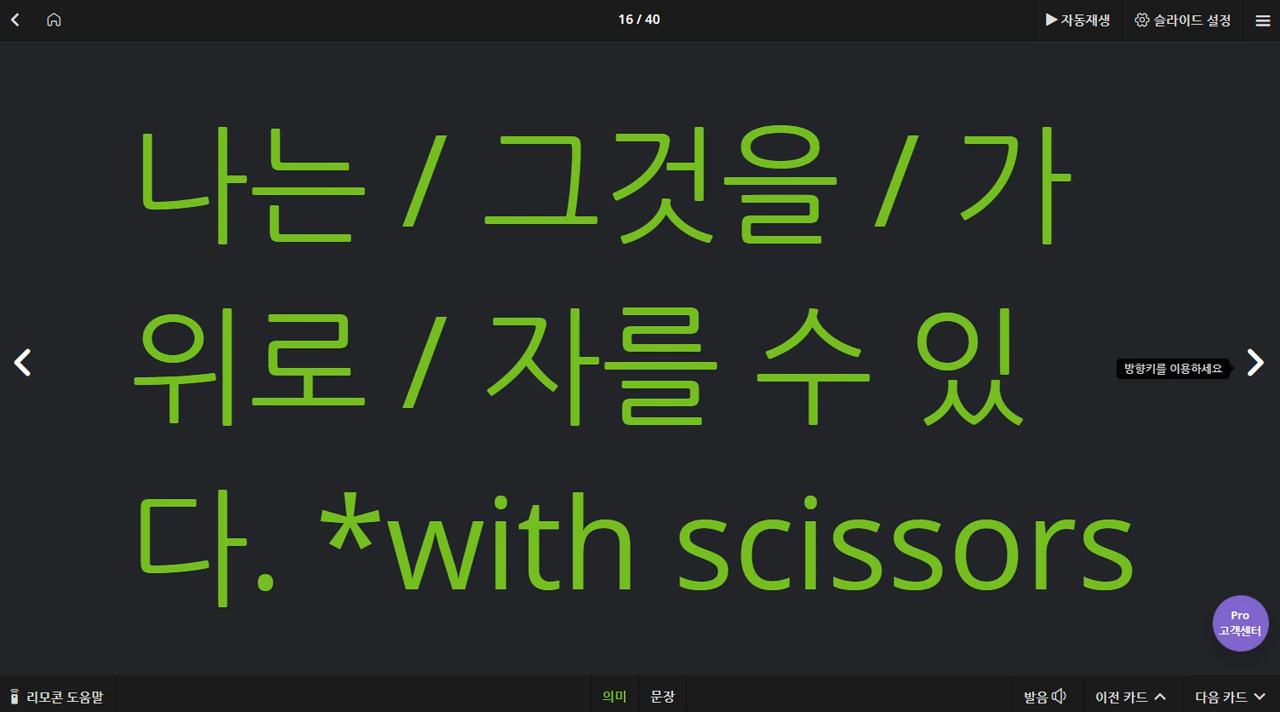 16 / 40
자동재생
슬라이드 설정
나는 / 그것을 / 가
위로 / 자를 수 있
다. *with scissors
방향키를 이용하세요
Pro
고객센터
리모콘 도움말
의미
문장
발음
이전 카드
다음 카드